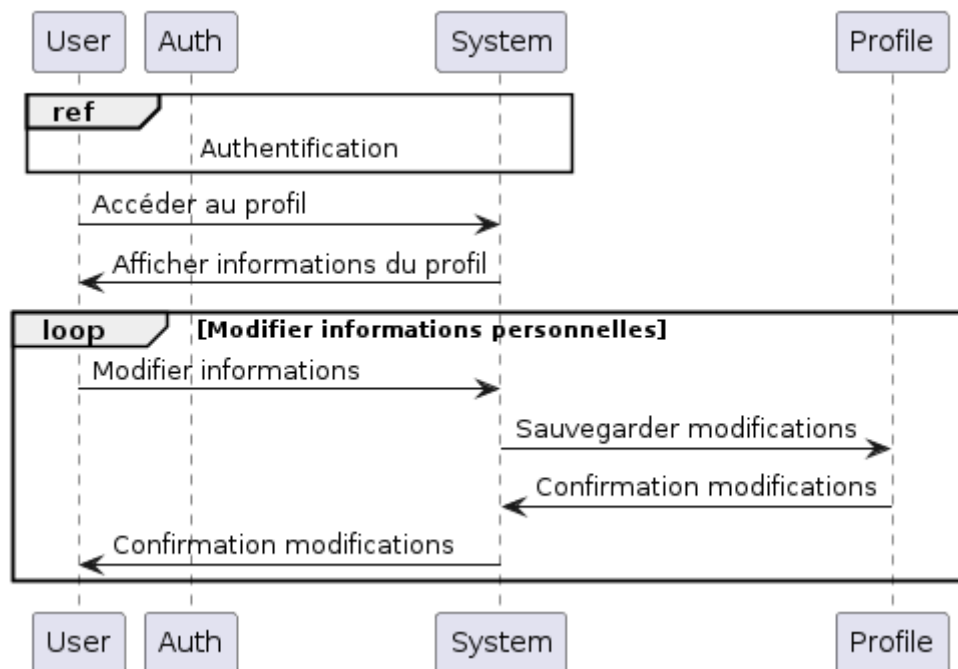 User Auth System Profile
ref
Authentification
Accéder au profil
Afficher informations du profil
loop [Modifier informations personnelles]
Modifier informations
Sauvegarder modifications
Confirmation modifications
Confirmation modifications
User Auth System Profile